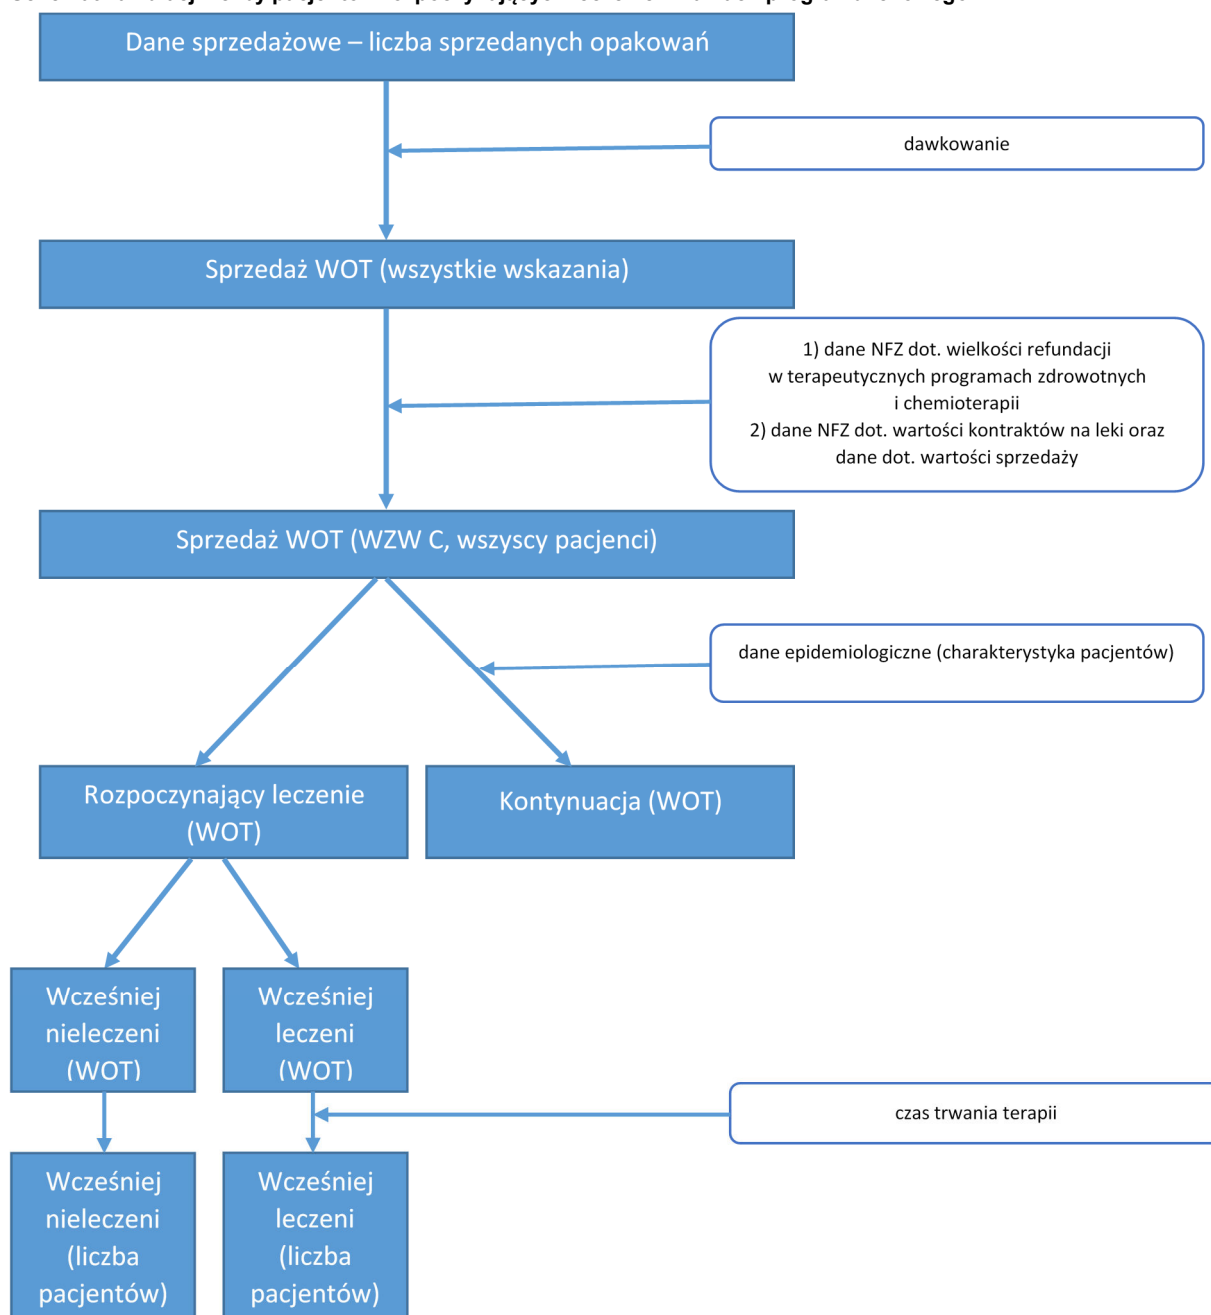 Dane sprzedażowe – liczba sprzedanych opakowań
dawkowanie
Sprzedaż WOT (wszystkie wskazania)
1) dane NFZ dot. wielkości refundacji
w terapeutycznych programach zdrowotnych
i chemioterapii
2) dane NFZ dot. wartości kontraktów na leki oraz
dane dot. wartości sprzedaży
Sprzedaż WOT (WZW C, wszyscy pacjenci)
dane epidemiologiczne (charakterystyka pacjentów)
Rozpoczynający leczenie
(WOT)
Kontynuacja (WOT)
Wcześniej
nieleczeni
(WOT)
Wcześniej
leczeni
(WOT)
czas trwania terapii
Wcześniej
nieleczeni
(liczba
pacjentów)
Wcześniej
leczeni
(liczba
pacjentów)